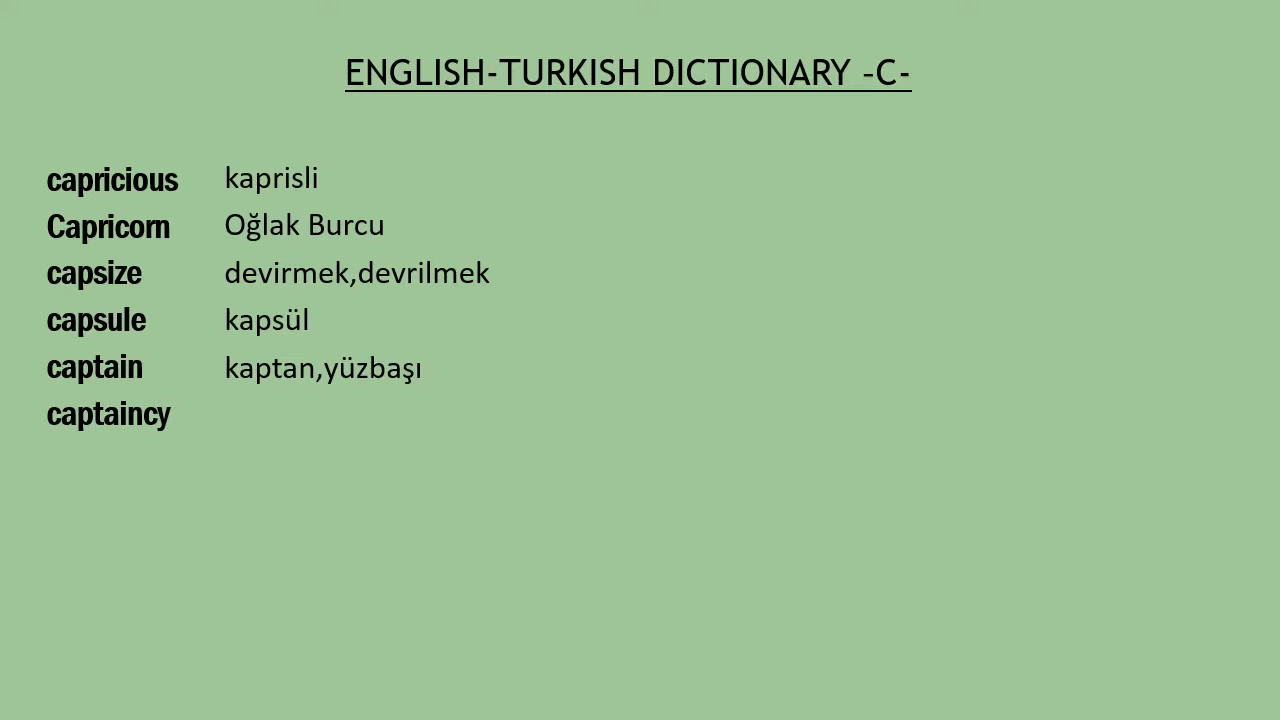 ENGLISH-TURKISH DICTIONARY –C-
capricious kaprisli
Capricorn Oğlak Burcu
capsize devirmek,devrilmek
capsule kapsül
captain kaptan,yüzbaşı
captaincy